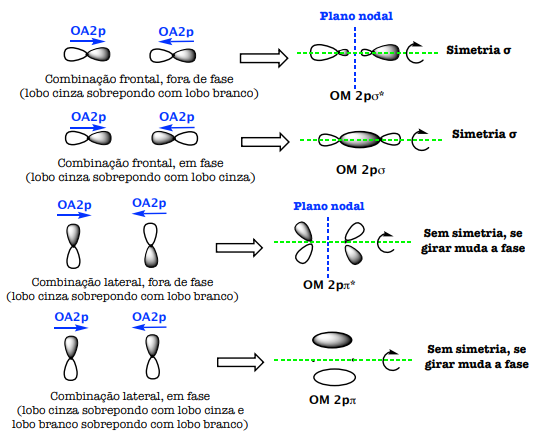 Plano nodal
OA2p OA2p
Simetria σ
Combinação frontal, fora de fase
(lobo cinza sobrepondo com lobo branco)
OM 2pσ*
OA2p OA2p
Simetria σ
Combinação frontal, em fase
(lobo cinza sobrepondo com lobo cinza)
OM 2pσ
OA2p OA2p
Plano nodal
Sem simetria, se
girar muda a fase
Combinação lateral, fora de fase
(lobo cinza sobrepondo com lobo branco)
OM 2pπ*
OA2p OA2p
Sem simetria, se
girar muda a fase
Combinação lateral, em fase
(lobo cinza sobrepondo com lobo cinza e
lobo branco sobrepondo com lobo branco)
OM 2pπ